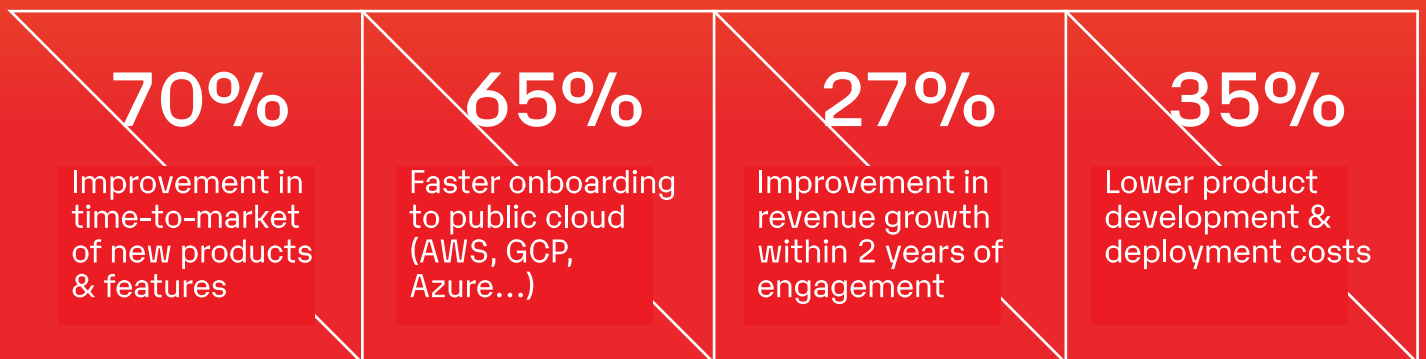 70%
Improvement in
time-to-market
of new products
& features
65%
Faster onboarding
to public cloud
(AWS, GCP,
Azure...)
27%
Improvement in
revenue growth
within 2 years of
engagement
35%
Lower product
development &
deployment costs